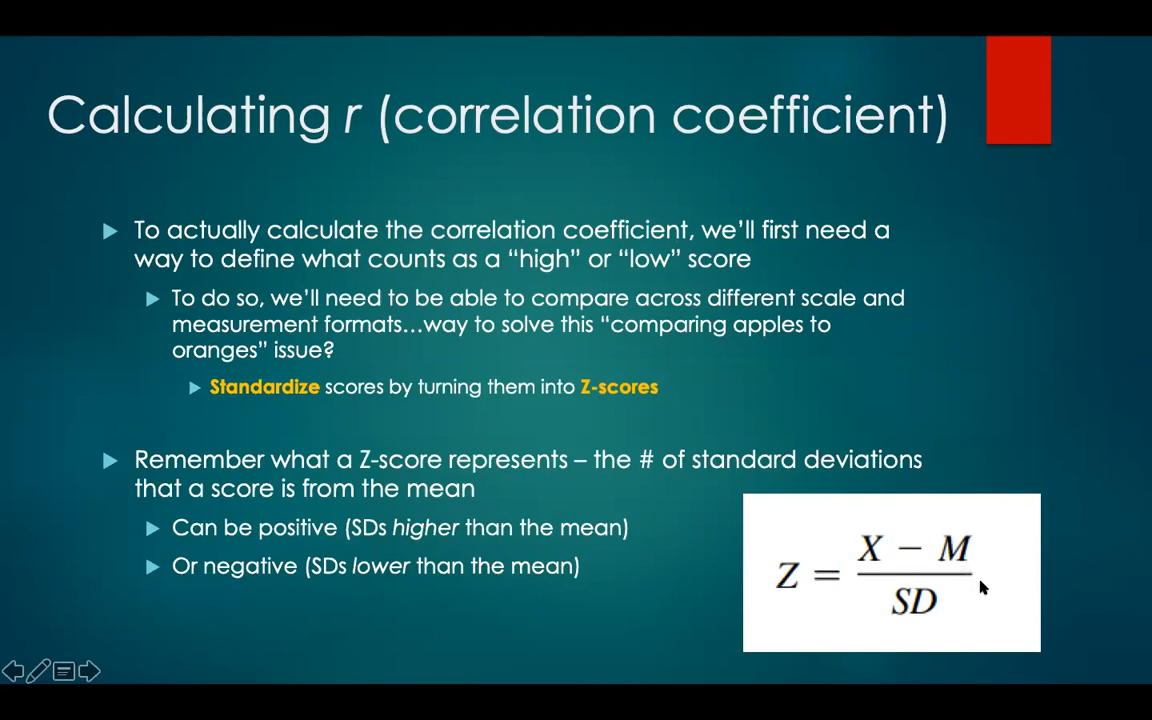 Calculating r (correlation coefficient)
To actually calculate the correlation coefficient, we’ll first need a
way to define what counts as a “high” or “low” score
To do so, we’ll need to be able to compare across different scale and
measurement formats…way to solve this “comparing apples to
oranges” issue?
Standardize scores by turning them into Z-scores
Remember what a Z-score represents – the # of standard deviations
that a score is from the mean
Can be positive (SDs higher than the mean)
Or negative (SDs lower than the mean)
Z = X − M
SD